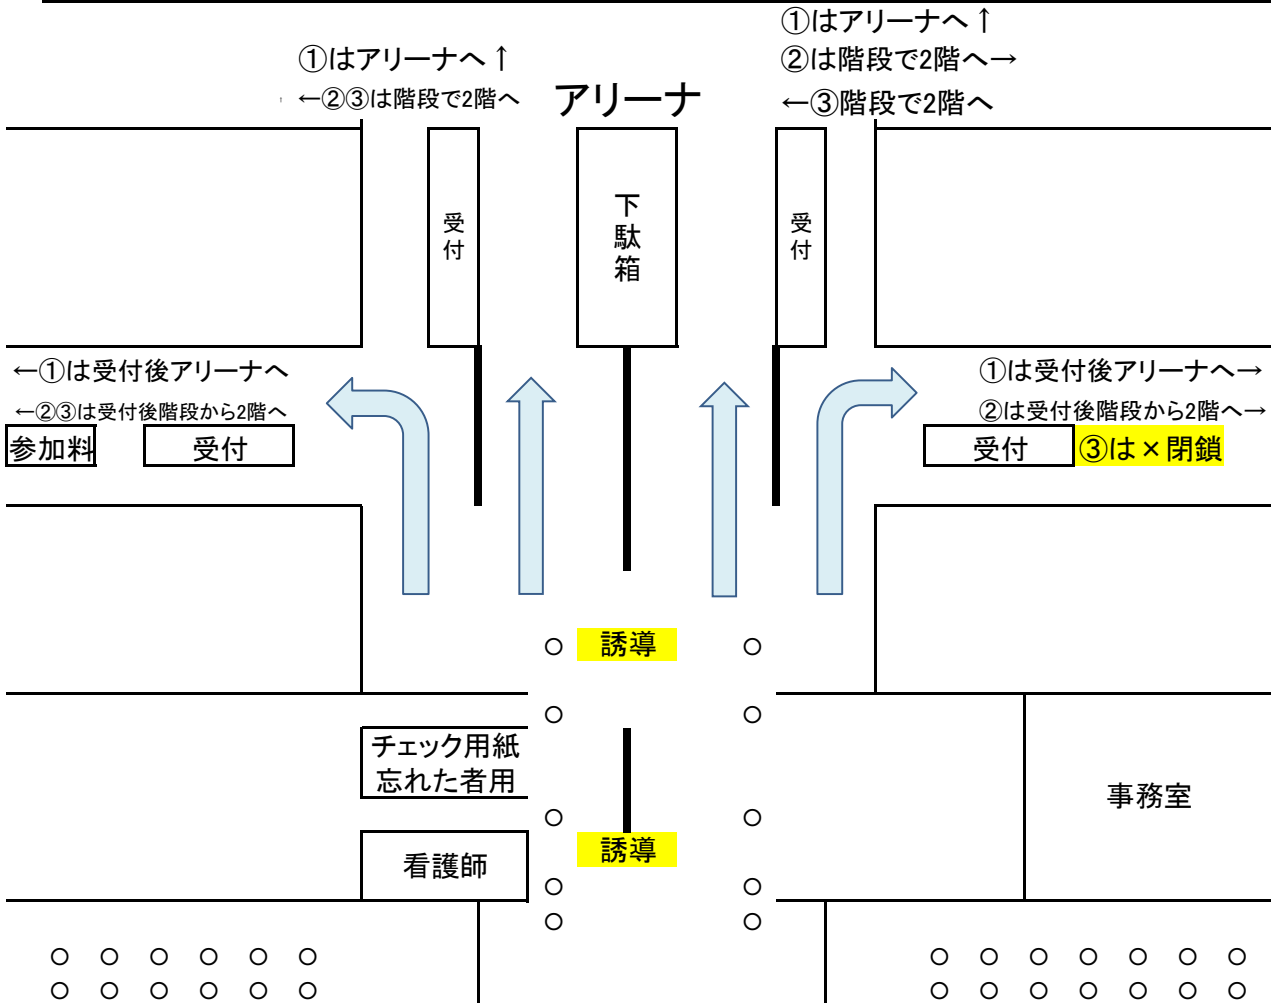 ①はアリーナへ↑
←②③は階段で2階へ
アリーナ
①はアリーナへ↑
②は階段で2階へ→
←③階段で2階へ
受付
下駄箱
受付
←①は受付後アリーナへ
←②③は受付後階段から2階へ
参加料
受付
①は受付後アリーナへ→
②は受付後階段から2階へ→
受付
③は×閉鎖
誘導
チェック用紙
忘れた者用
誘導
看護師
事務室